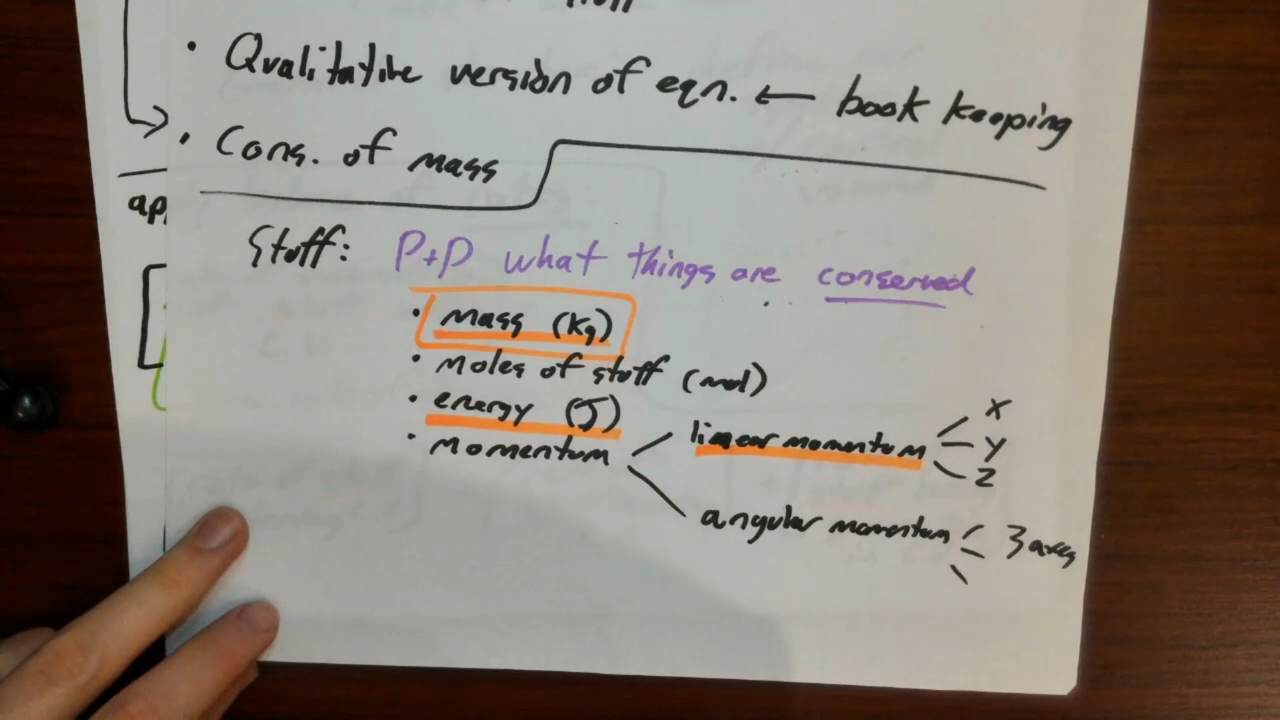 • Qualitative version of eqn. ← book keeping
• Cons. of mass
ap
Stuff: P+P what things are conserved
• mass (kg)
• moles of stuff (mol)
• energy (J)
• momentum
linear momentum
x
y
z
angular momentum
3 axes